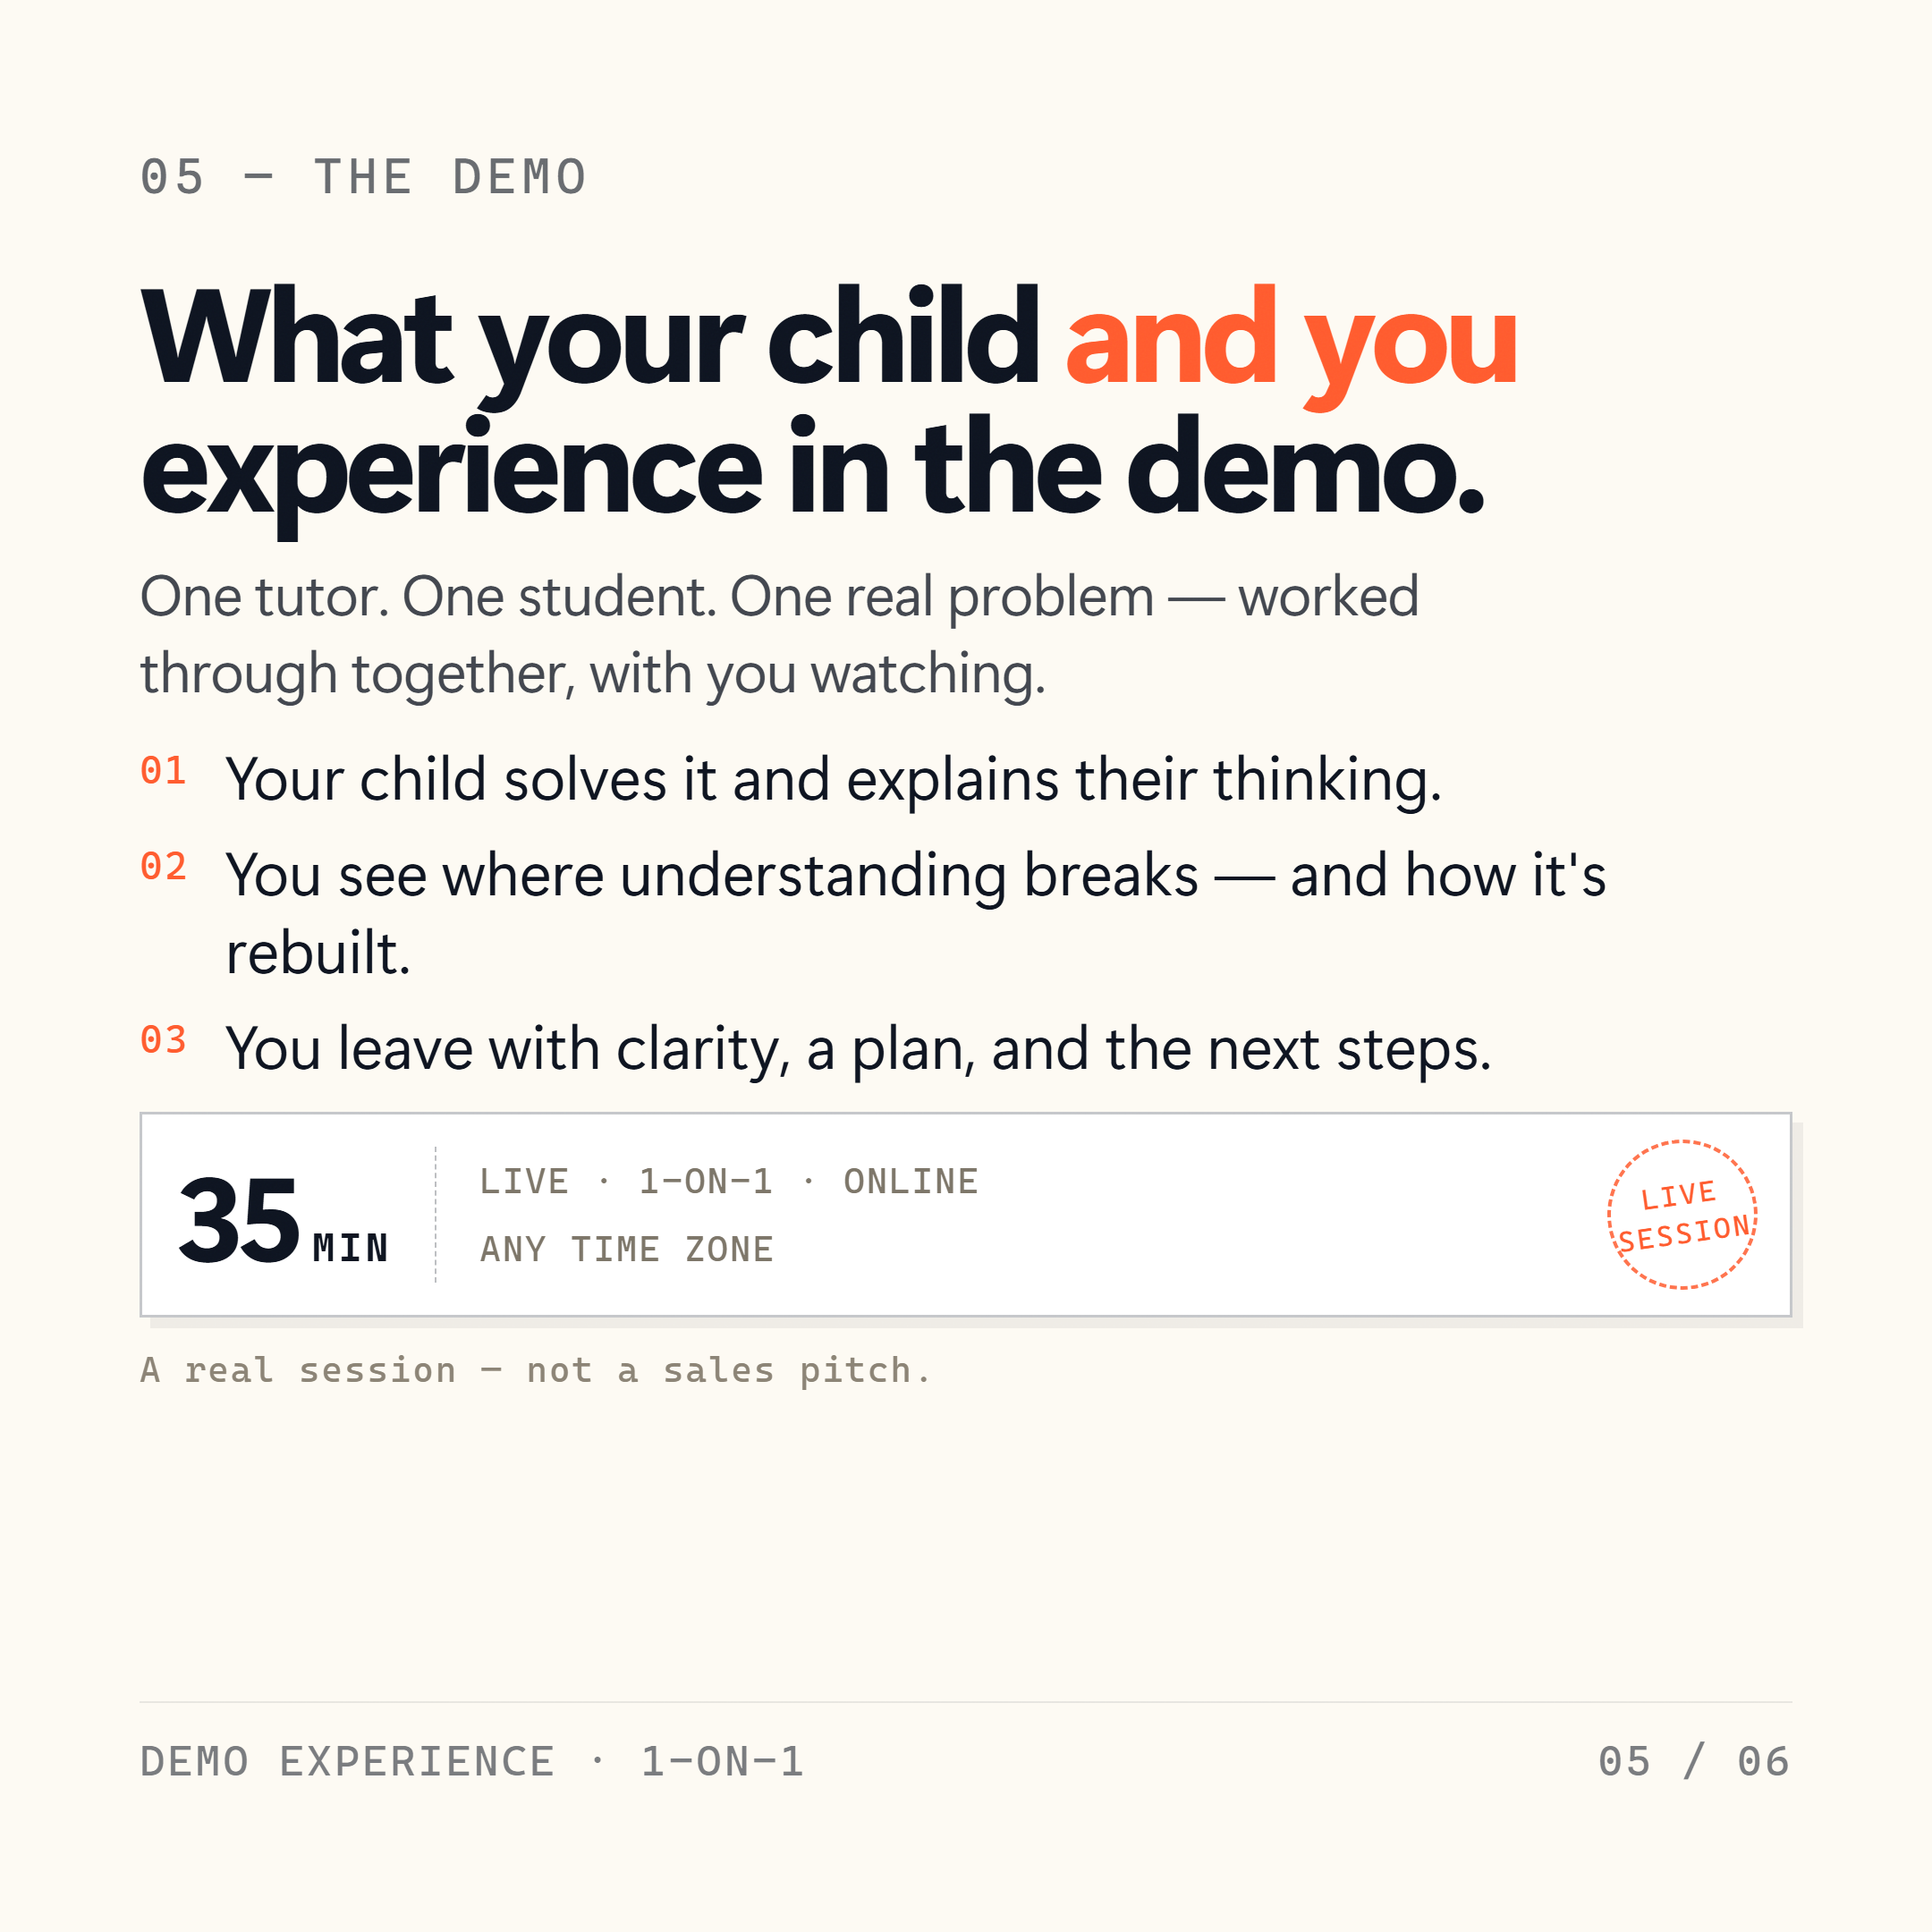 05 — THE DEMO
What your child and you
experience in the demo.
One tutor. One student. One real problem — worked
through together, with you watching.
01 Your child solves it and explains their thinking.
02 You see where understanding breaks — and how it's
rebuilt.
03 You leave with clarity, a plan, and the next steps.
35 MIN
LIVE · 1-ON-1 · ONLINE
ANY TIME ZONE
LIVE
SESSION
A real session — not a sales pitch.
DEMO EXPERIENCE · 1-ON-1
05 / 06